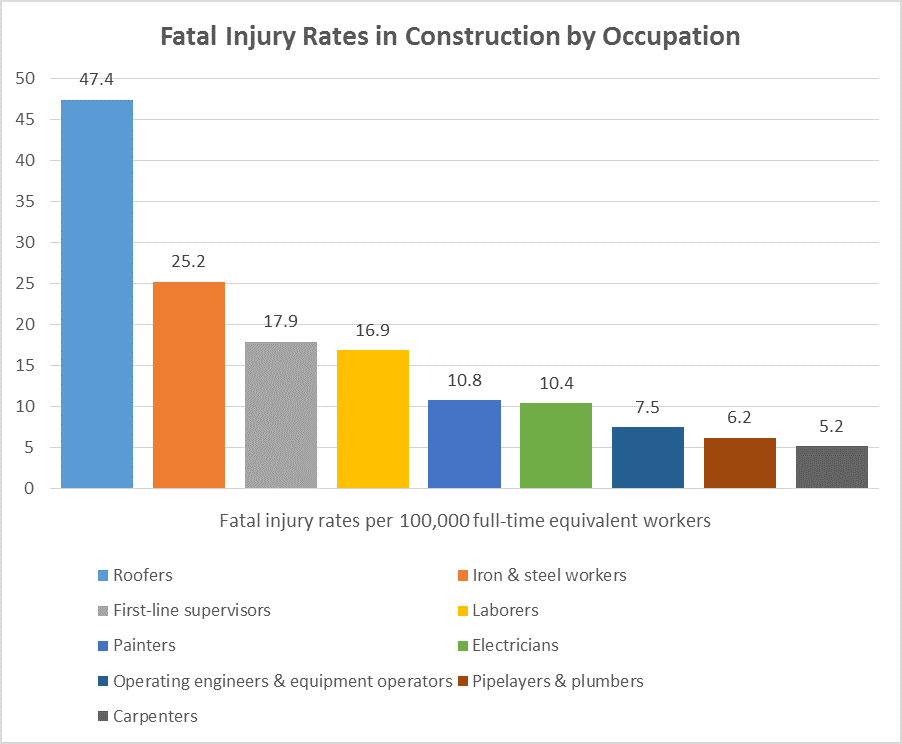 Fatal Injury Rates in Construction by Occupation
50
45
40
35
30
25
20
15
10
5
0
47.4
25.2
17.9
16.9
10.8
10.4
7.5
6.2
5.2
Fatal injury rates per 100,000 full-time equivalent workers
Roofers
Iron & steel workers
First-line supervisors
Laborers
Painters
Electricians
Operating engineers & equipment operators
Pipelayers & plumbers
Carpenters